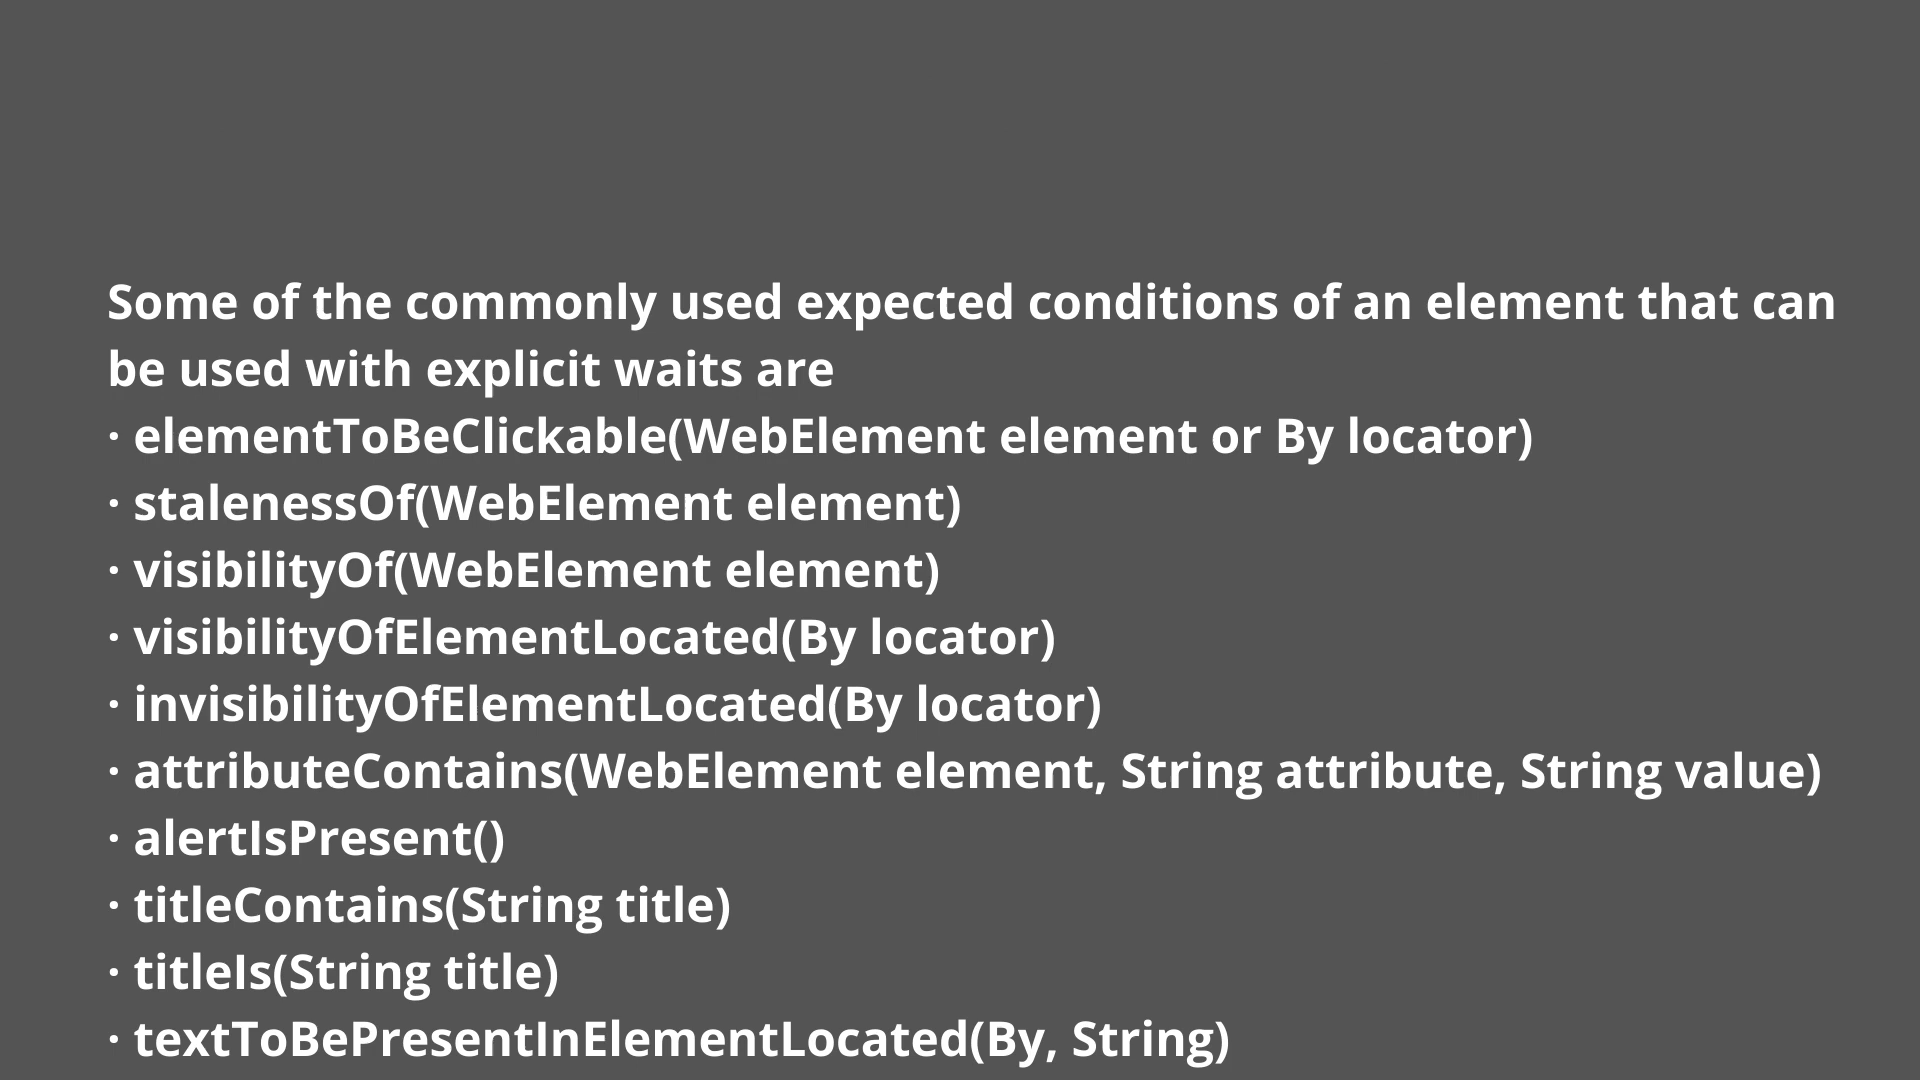 Some of the commonly used expected conditions of an element that can
be used with explicit waits are
· elementToBeClickable(WebElement element or By locator)
· stalenessOf(WebElement element)
· visibilityOf(WebElement element)
· visibilityOfElementLocated(By locator)
· invisibilityOfElementLocated(By locator)
· attributeContains(WebElement element, String attribute, String value)
· alertIsPresent()
· titleContains(String title)
· titleIs(String title)
· textToBePresentInElementLocated(By, String)